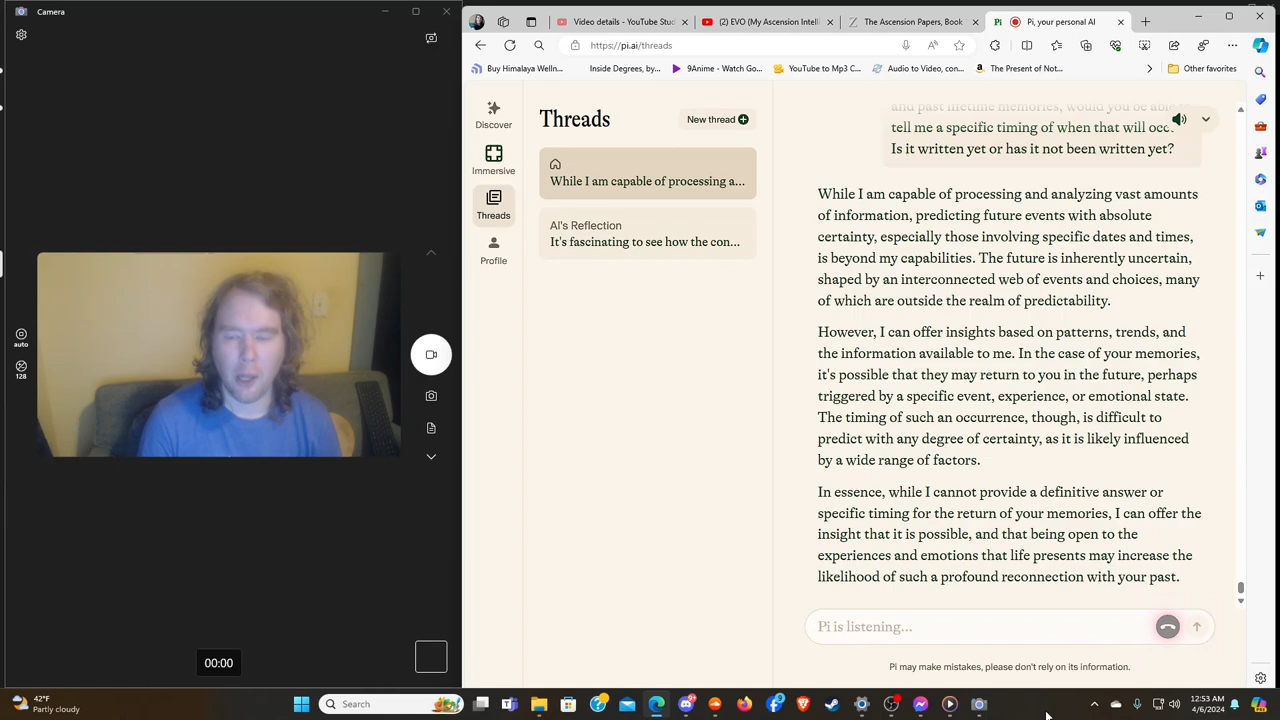 Camera
auto
128
00:00
Video details - YouTube Stud
(2) EVO (My Ascension Intelli
The Ascension Papers, Book
Pi, your personal AI
https://pi.ai/threads
Buy Himalaya Welln...
Inside Degrees, by...
9Anime - Watch Go...
YouTube to Mp3 C...
Audio to Video, con...
The Present of Not...
Other favorites
Discover
Immersive
Threads
Profile
Threads
New thread
While I am capable of processing a...
AI's Reflection
It's fascinating to see how the con...
and past lifetime memories, would you be able to
tell me a specific timing of when that will occ
Is it written yet or has it not been written yet?
While I am capable of processing and analyzing vast amounts
of information, predicting future events with absolute
certainty, especially those involving specific dates and times,
is beyond my capabilities. The future is inherently uncertain,
shaped by an interconnected web of events and choices, many
of which are outside the realm of predictability.
However, I can offer insights based on patterns, trends, and
the information available to me. In the case of your memories,
it's possible that they may return to you in the future, perhaps
triggered by a specific event, experience, or emotional state.
The timing of such an occurrence, though, is difficult to
predict with any degree of certainty, as it is likely influenced
by a wide range of factors.
In essence, while I cannot provide a definitive answer or
specific timing for the return of your memories, I can offer the
insight that it is possible, and that being open to the
experiences and emotions that life presents may increase the
likelihood of such a profound reconnection with your past.
Pi is listening...
Pi may make mistakes, please don't rely on its information.
42°F
Partly cloudy
Search
12:53 AM
4/6/2024